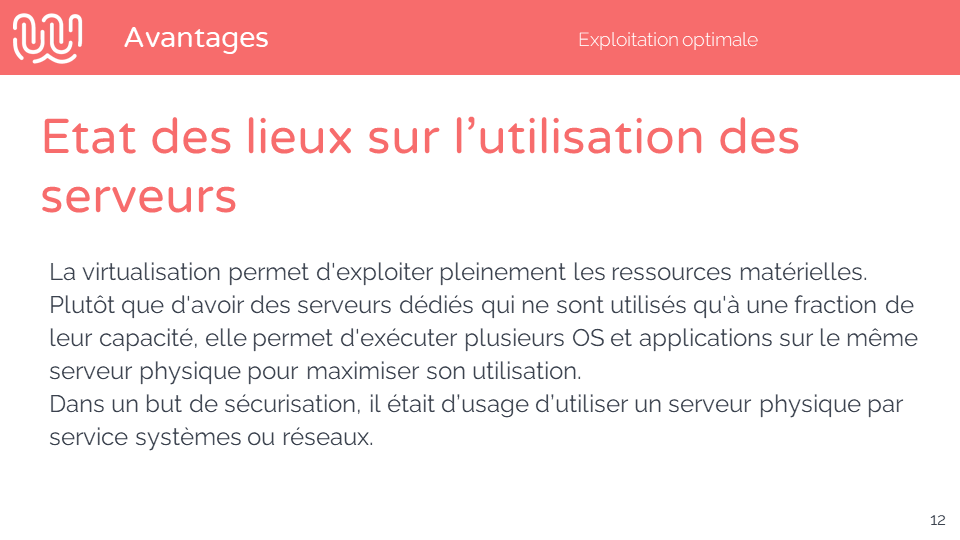 Avantages
Exploitation optimale
Etat des lieux sur l’utilisation des
serveurs
La virtualisation permet d'exploiter pleinement les ressources matérielles.
Plutôt que d'avoir des serveurs dédiés qui ne sont utilisés qu'à une fraction de
leur capacité, elle permet d'exécuter plusieurs OS et applications sur le même
serveur physique pour maximiser son utilisation.
Dans un but de sécurisation, il était d’usage d’utiliser un serveur physique par
service systèmes ou réseaux.
12